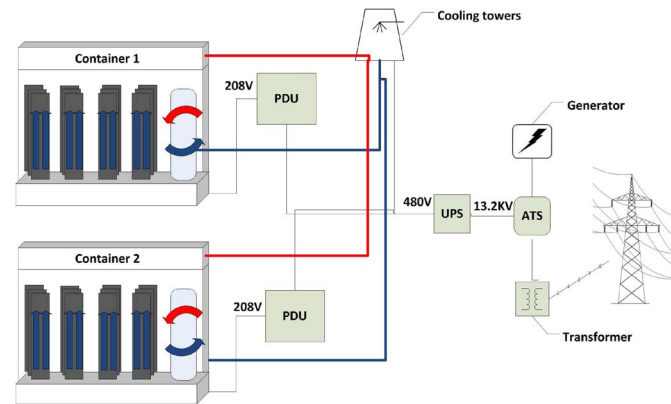 Cooling towers
Container 1
208V
PDU
Generator
480V
UPS
13.2KV
ATS
Container 2
208V
PDU
Transformer